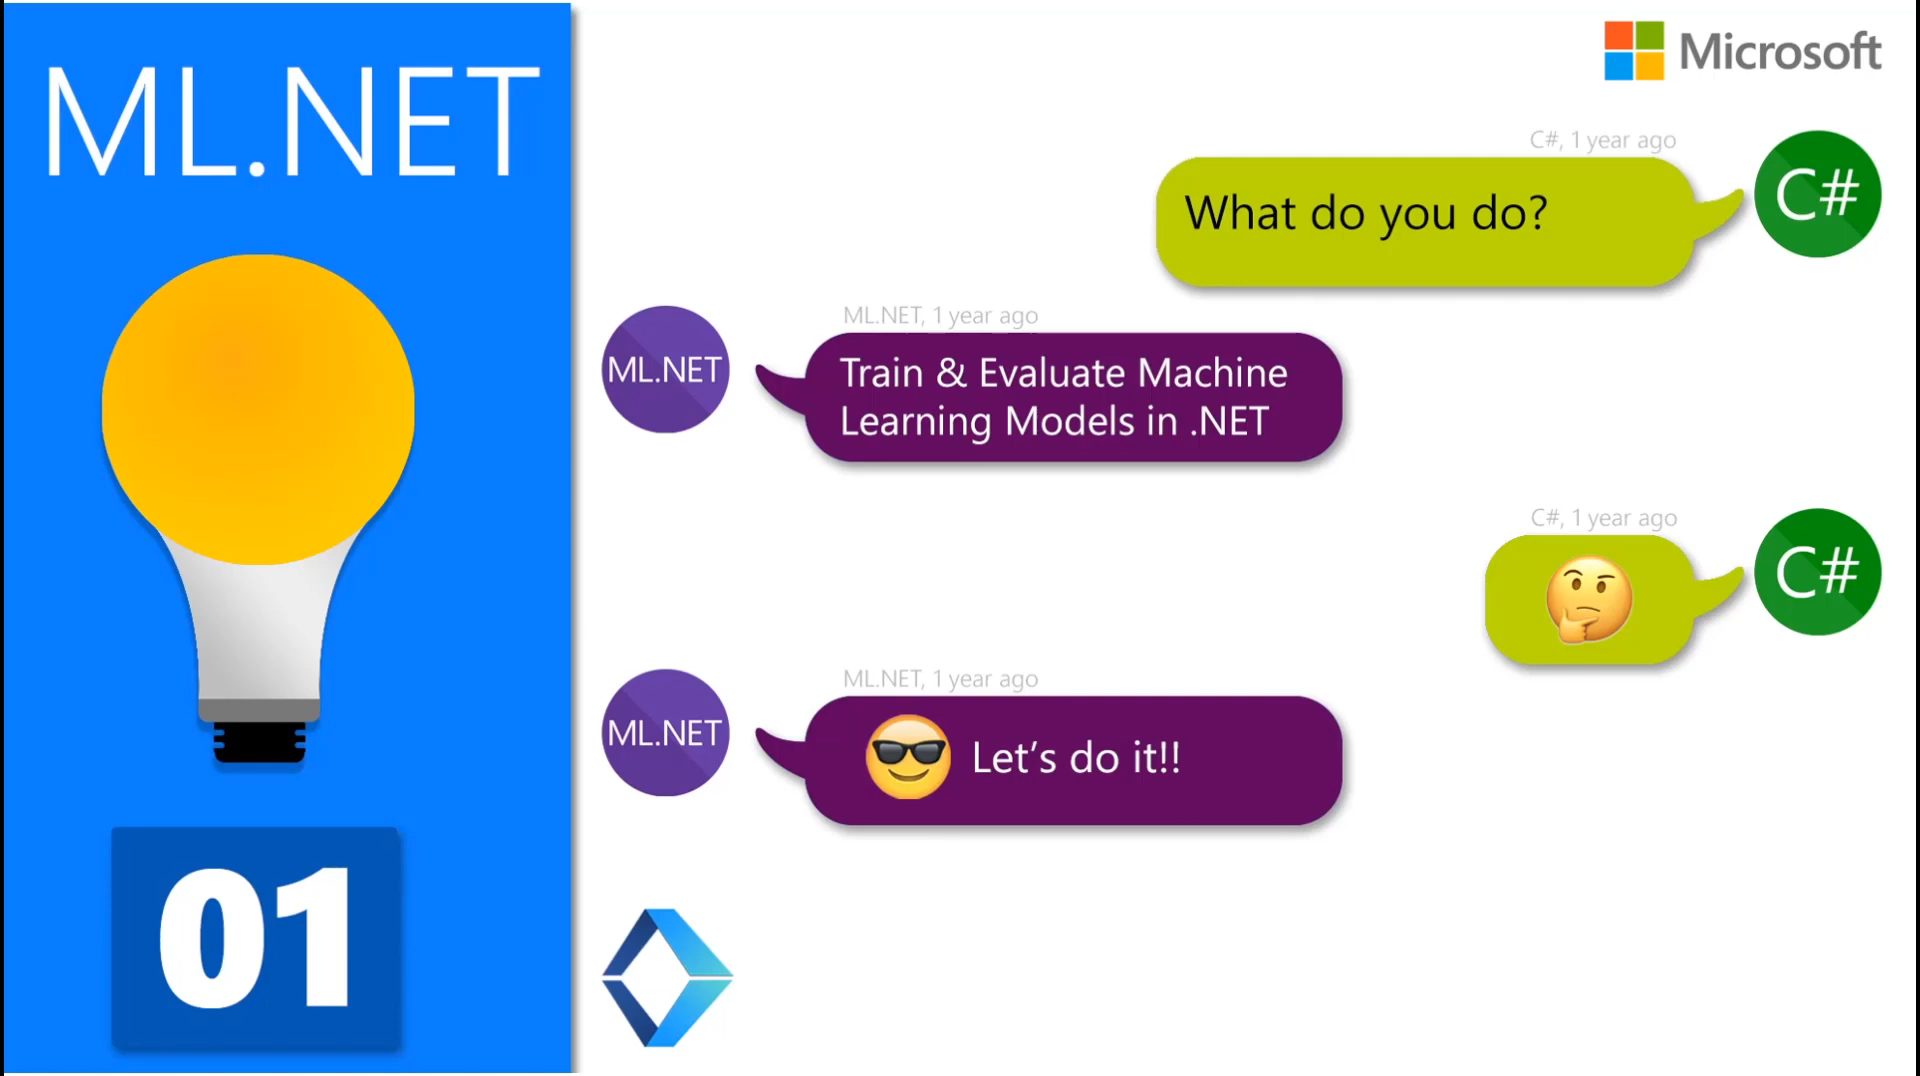 ML.NET
01
Microsoft
C#, 1 year ago
What do you do?
C#
ML.NET, 1 year ago
ML.NET
Train & Evaluate Machine
Learning Models in .NET
C#, 1 year ago
C#
ML.NET, 1 year ago
ML.NET
Let’s do it!!